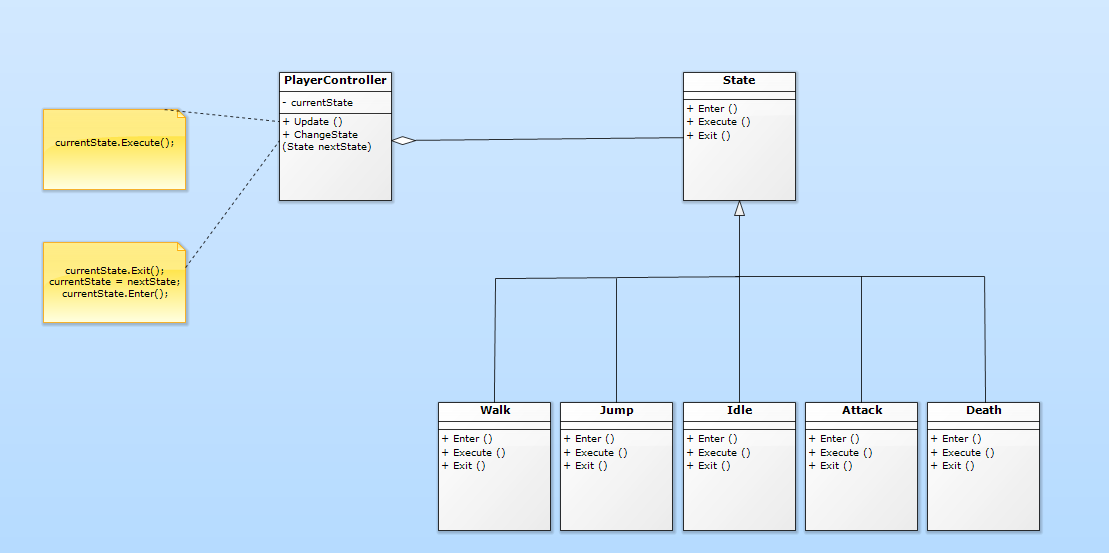 PlayerController
- currentState
+ Update ()
+ ChangeState
(State nextState)
currentState.Execute();
currentState.Exit();
currentState = nextState;
currentState.Enter();
State
+ Enter ()
+ Execute ()
+ Exit ()
Walk
+ Enter ()
+ Execute ()
+ Exit ()
Jump
+ Enter ()
+ Execute ()
+ Exit ()
Idle
+ Enter ()
+ Execute ()
+ Exit ()
Attack
+ Enter ()
+ Execute ()
+ Exit ()
Death
+ Enter ()
+ Execute ()
+ Exit ()